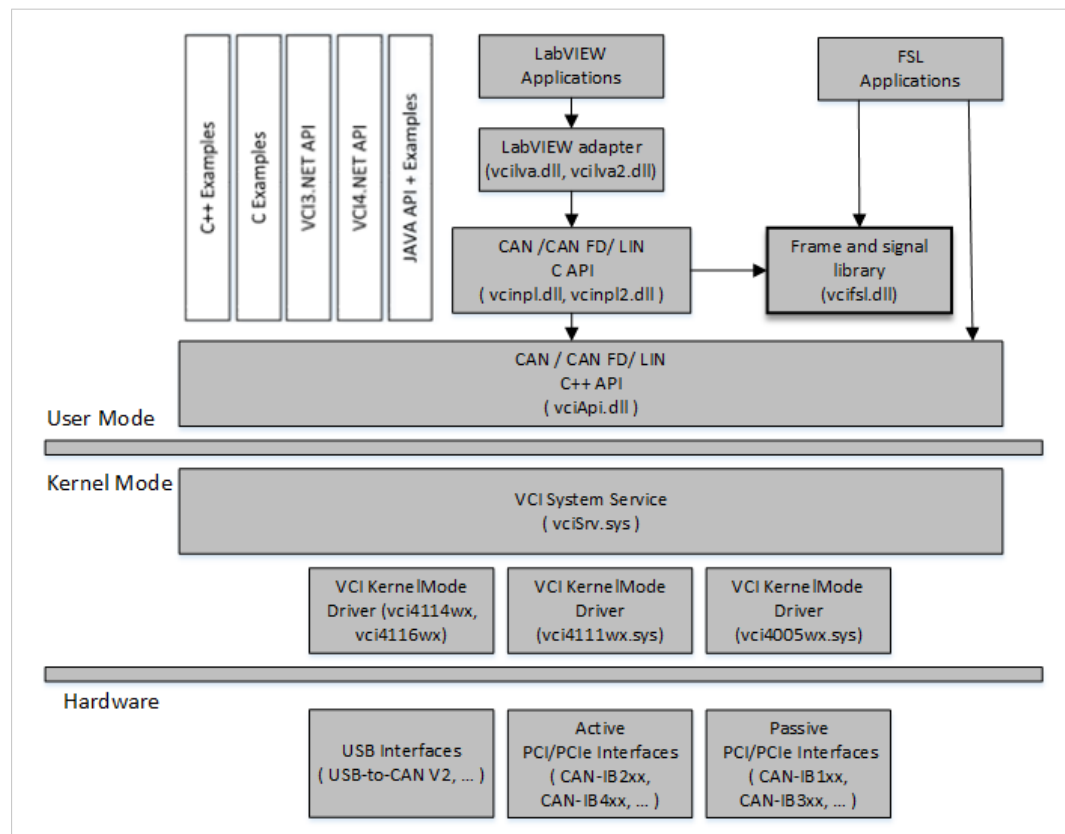 C++ Examples
C Examples
VCI3.NET API
VCI4.NET API
JAVA API + Examples
LabVIEW
Applications
FSL
Applications
LabVIEW adapter
(vcilva.dll, vcilva2.dll)
CAN /CAN FD/ LIN
C API
( vcinpl.dll, vcinpl2.dll )
Frame and signal
library
(vcifsl.dll)
CAN / CAN FD/ LIN
C++ API
( vciApi.dll )
User Mode
Kernel Mode
VCI System Service
( vciSrv.sys )
VCI KernelMode
Driver (vci4114wx,
vci4116wx)
VCI KernelMode
Driver
(vci4111wx.sys)
VCI KernelMode
Driver
(vci4005wx.sys)
Hardware
USB Interfaces
( USB-to-CAN V2, ... )
Active
PCI/PCIe Interfaces
( CAN-IB2xx,
CAN-IB4xx, ... )
Passive
PCI/PCIe Interfaces
( CAN-IB1xx,
CAN-IB3xx, ... )